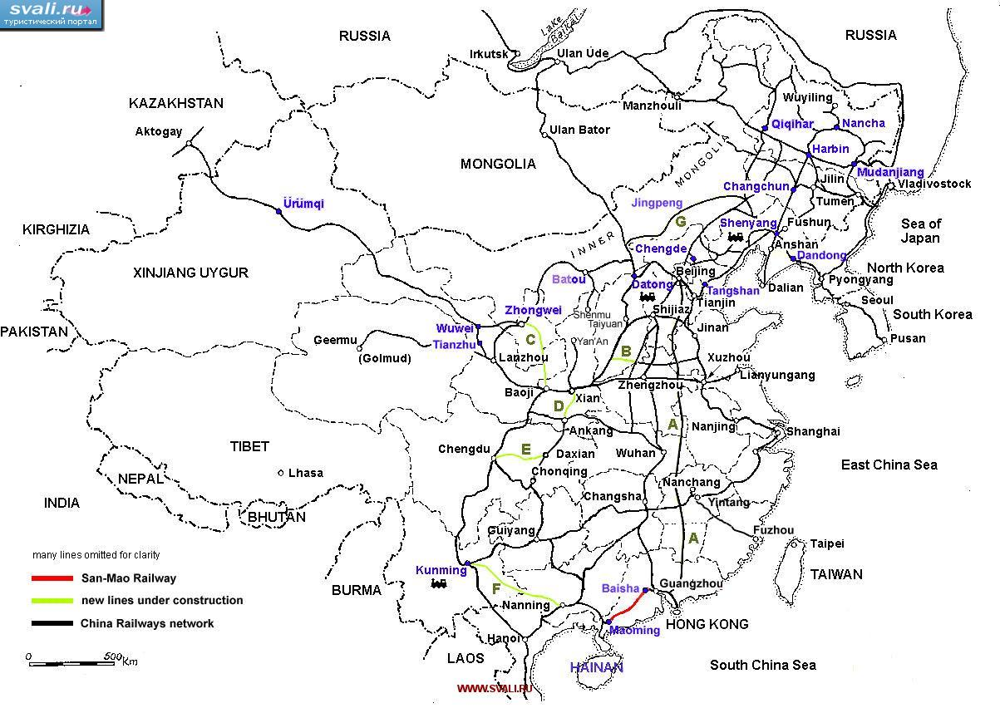 svali.ru
туристический портал
RUSSIA
RUSSIA
Lake
Baikal
Irkutsk
Ulan Ude
KAZAKHSTAN
Aktogay
Manzhouli
Wuyiling
Ulan Bator
Qiqihar
Nancha
MONGOLIA
MONGOLIA
Harbin
Mudanjiang
Jilin
Vladivostock
Changchun
Tumen
Ürümqi
Jingpeng
G
Shenyang
Fushun
Sea of
Japan
KIRGHIZIA
INNER
Chengde
Anshan
Dandong
XINJIANG UYGUR
Beijing
North Korea
Batou
Datong
Tangshan
Dalian
Pyongyang
Tianjin
Seoul
Zhongwei
Shenmu
Taiyuan
Shijiaz
South Korea
PAKISTAN
Wuwei
Jinan
Geermu
(Golmud)
Tianzhu
C
Yan'An
Pusan
Lanzhou
B
Xuzhou
Lianyungang
Baoji
Xian
Zhengzhou
D
A
Nanjing
Ankang
Shanghai
TIBET
Chengdu
E
Daxian
Wuhan
East China Sea
Lhasa
Chonqing
NEPAL
Nanchang
INDIA
Changsha
Yintang
BHUTAN
Guiyang
A
Fuzhou
Taipei
many lines omitted for clarity
San-Mao Railway
Kunming
TAIWAN
BURMA
F
Baisha
Guangzhou
new lines under construction
Nanning
China Railways network
HONG KONG
Maoming
Hanoi
LAOS
0
500
Km
HAINAN
South China Sea
WWW.SVALI.RU